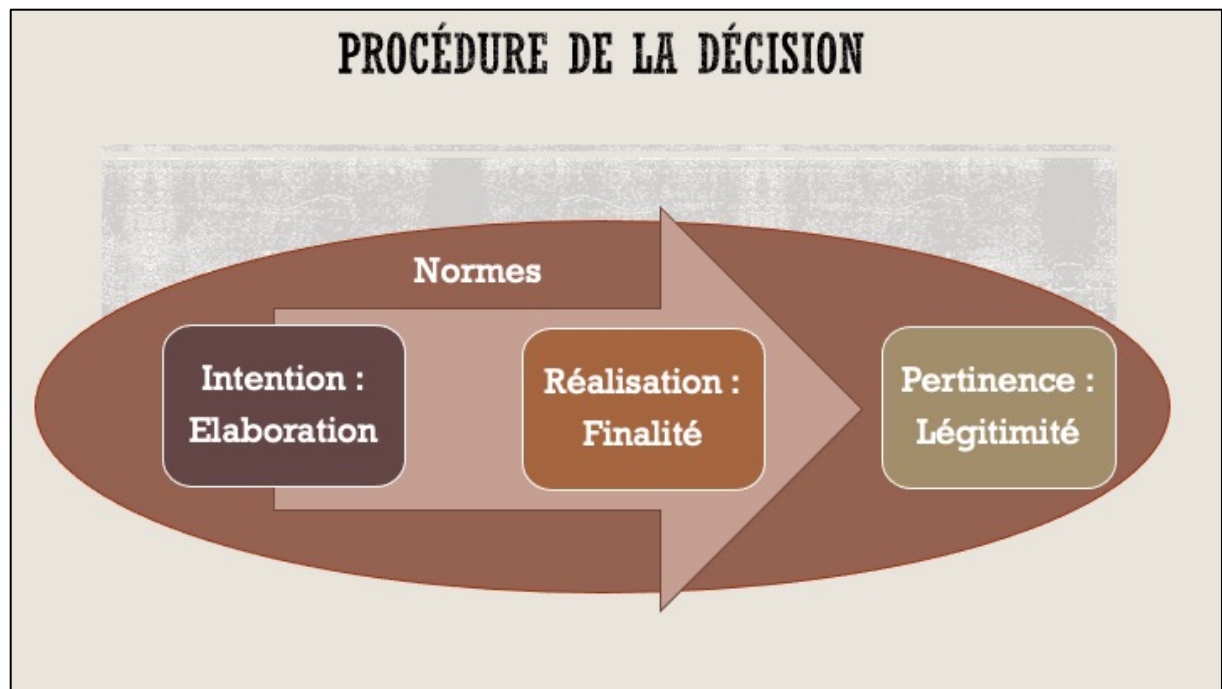 PROCÉDURE DE LA DÉCISION
Normes
Intention :
Elaboration
Réalisation :
Finalité
Pertinence :
Légitimité